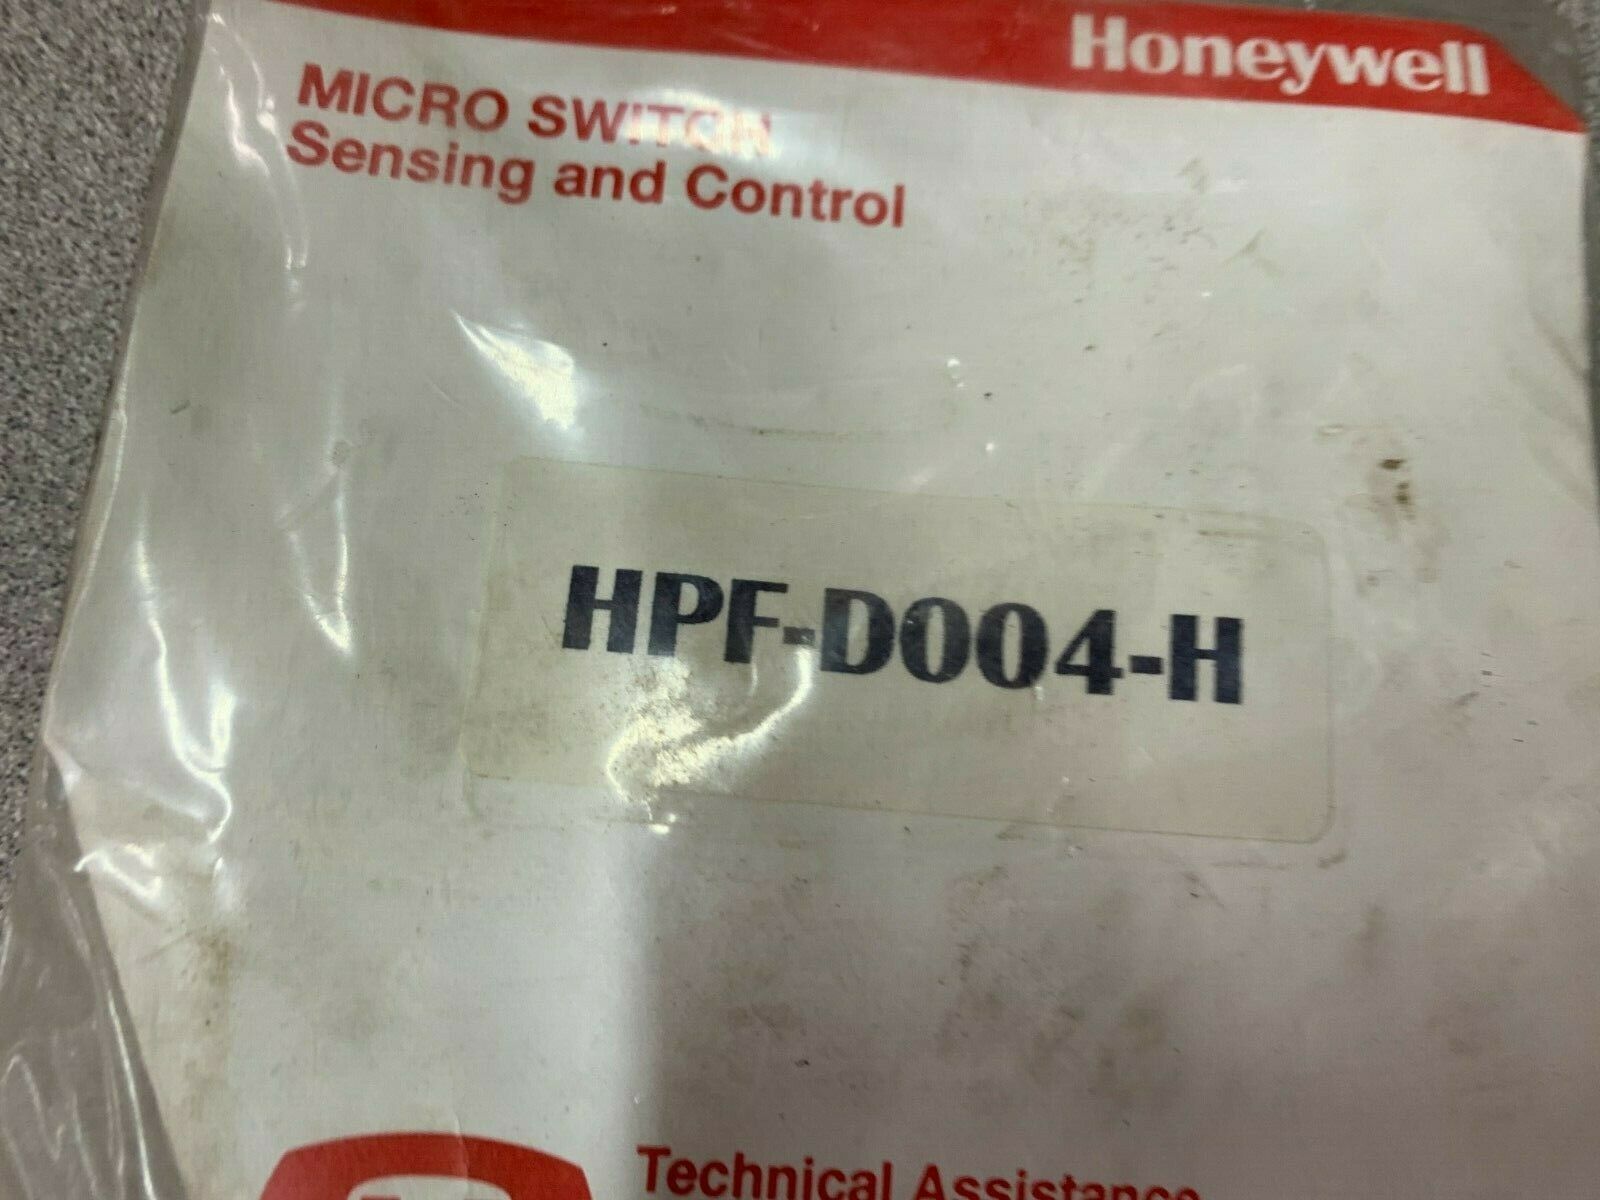 Honeywell
MICRO SWITCH
Sensing and Control
HPF-D004-H
Technical Assistance